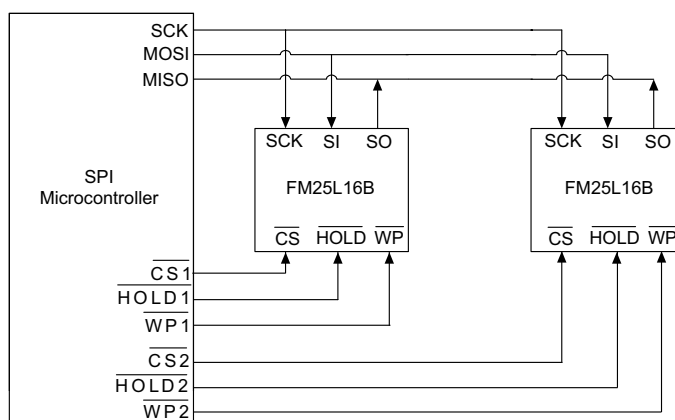 SCK
MOSI
MISO
SCK SI SO
SCK SI SO
SPI
Microcontroller
FM25L16B
FM25L16B
CS HOLD WP
CS HOLD WP
CS1
HOLD1
WP1
CS2
HOLD2
WP2